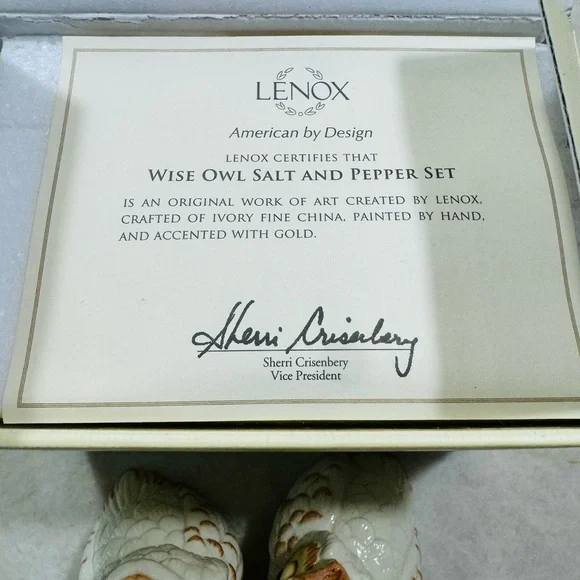 LENOX
American by Design
LENOX CERTIFIES THAT
WISE OWL SALT AND PEPPER SET
IS AN ORIGINAL WORK OF ART CREATED BY LENOX,
CRAFTED OF IVORY FINE CHINA, PAINTED BY HAND,
AND ACCENTED WITH GOLD.
Sherri Crisenbery
Sherri Crisenbery
Vice President